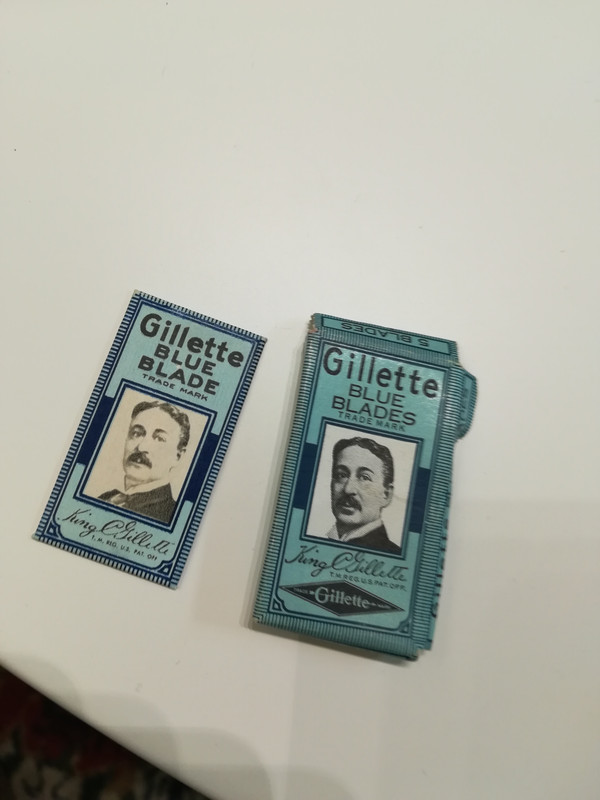 Gillette
BLUE
BLADE
TRADE MARK
King C Gillette
T. M. REG. U.S. PAT. OFF.
5 BLADES
Gillette
BLUE
BLADES
TRADE MARK
King C Gillette
T. M. REG. U.S. PAT. OFF.
Gillette